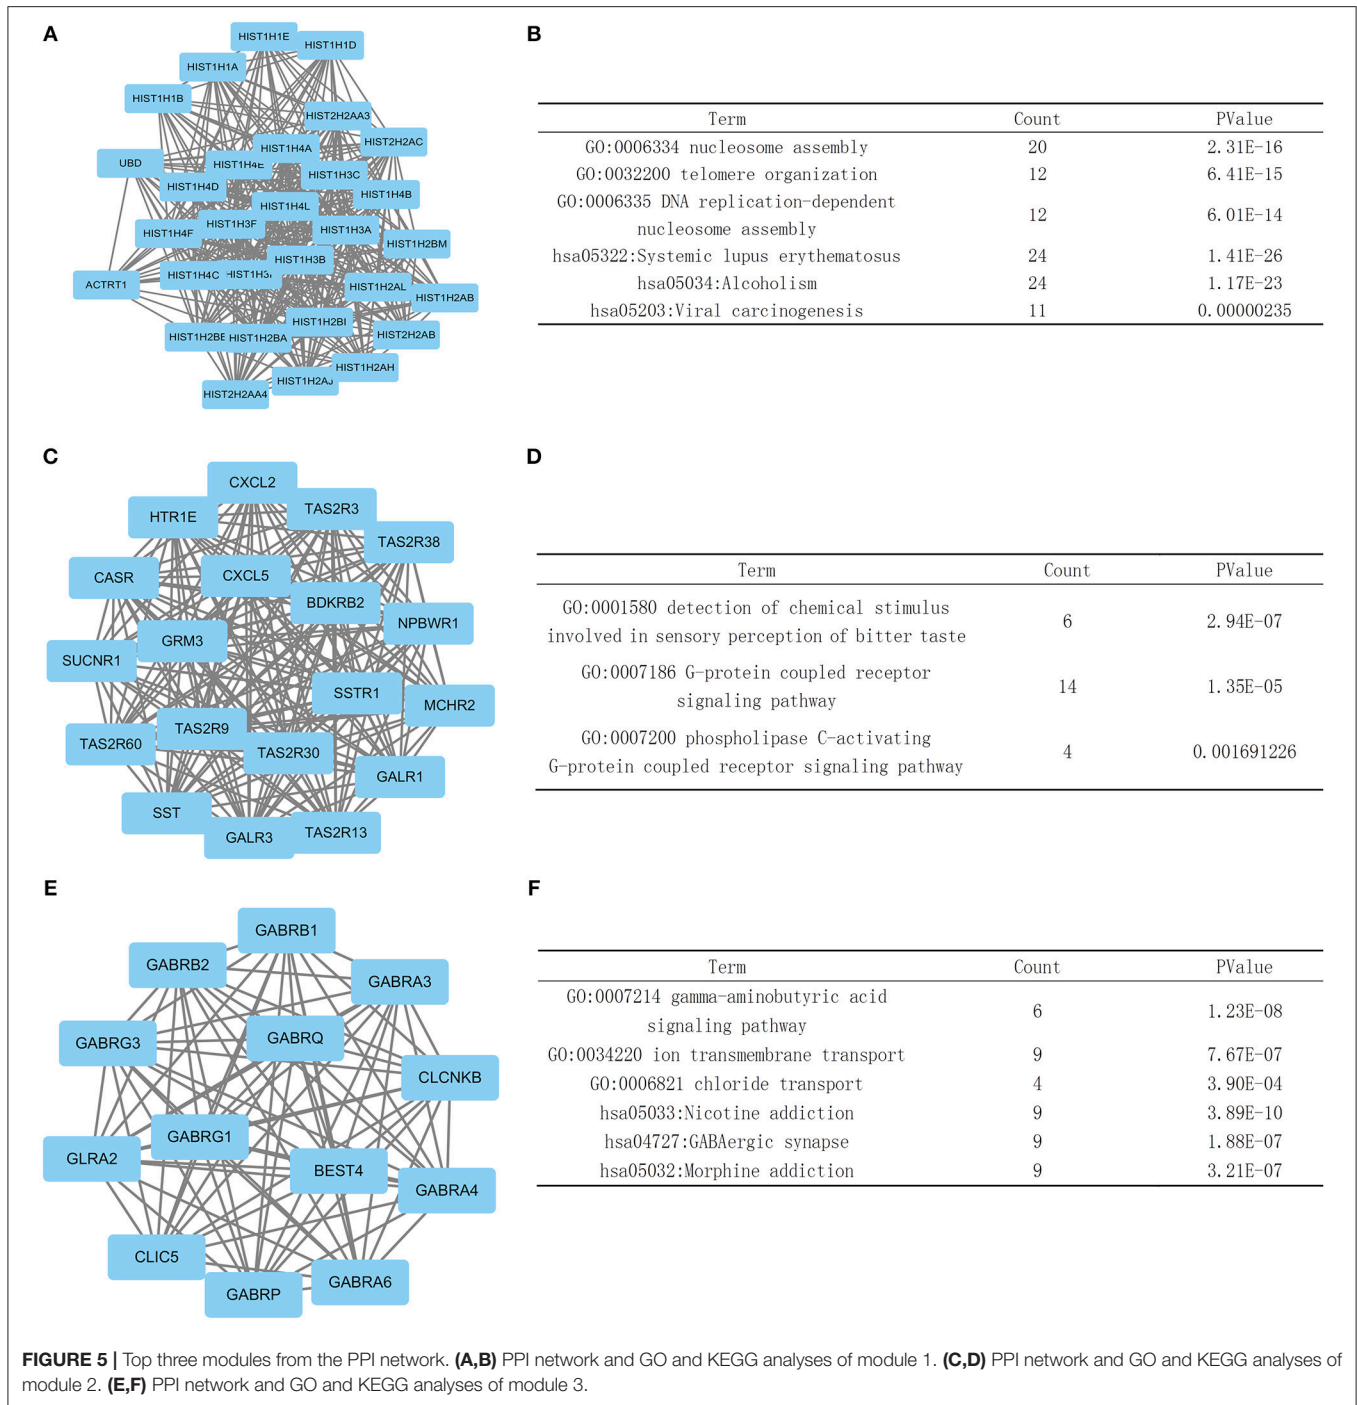 A
HIST1H1E
HIST1H1D
HIST1H1A
HIST1H1B
HIST2H2AA3
HIST2H2AC
HIST1H4A
UBD
HIST1H4E
HIST1H3C
HIST1H4D
HIST1H4B
HIST1H4L
HIST1H3F
HIST1H4F
HIST1H3A
HIST1H2BM
HIST1H3B
HIST1H4C
ACTRT1
HIST1H2AL
HIST1H2AB
HIST1H2BI
HIST1H2BA
HIST2H2AB
HIST1H2AH
HIST1H2AJ
HIST2H2AA4
B
Term Count PValue
GO:0006334 nucleosome assembly 20 2.31E-16
GO:0032200 telomere organization 12 6.41E-15
GO:0006335 DNA replication-dependent
nucleosome assembly 12 6.01E-14
hsa05322:Systemic lupus erythematosus 24 1.41E-26
hsa05034:Alcoholism 24 1.17E-23
hsa05203:Viral carcinogenesis 11 0.00000235
C
CXCL2
TAS2R3
HTR1E
TAS2R38
CASR
CXCL5
BDKRB2
NPBWR1
GRM3
SUCNR1
SSTR1
MCHR2
TAS2R9
TAS2R60
TAS2R30
GALR1
SST
GALR3
TAS2R13
D
Term Count PValue
GO:0001580 detection of chemical stimulus
involved in sensory perception of bitter taste 6 2.94E-07
GO:0007186 G-protein coupled receptor
signaling pathway 14 1.35E-05
GO:0007200 phospholipase C-activating
G-protein coupled receptor signaling pathway 4 0.001691226
E
GABRB1
GABRB2
GABRA3
GABRG3
GABRQ
CLCNKB
GABRG1
GLRA2
BEST4
GABRA4
CLIC5
GABRA6
GABRP
F
Term Count PValue
GO:0007214 gamma-aminobutyric acid
signaling pathway 6 1.23E-08
GO:0034220 ion transmembrane transport 9 7.67E-07
GO:0006821 chloride transport 4 3.90E-04
hsa05033:Nicotine addiction 9 3.89E-10
hsa04727:GABAergic synapse 9 1.88E-07
hsa05032:Morphine addiction 9 3.21E-07
FIGURE 5 | Top three modules from the PPI network. (A,B) PPI network and GO and KEGG analyses of module 1. (C,D) PPI network and GO and KEGG analyses of
module 2. (E,F) PPI network and GO and KEGG analyses of module 3.